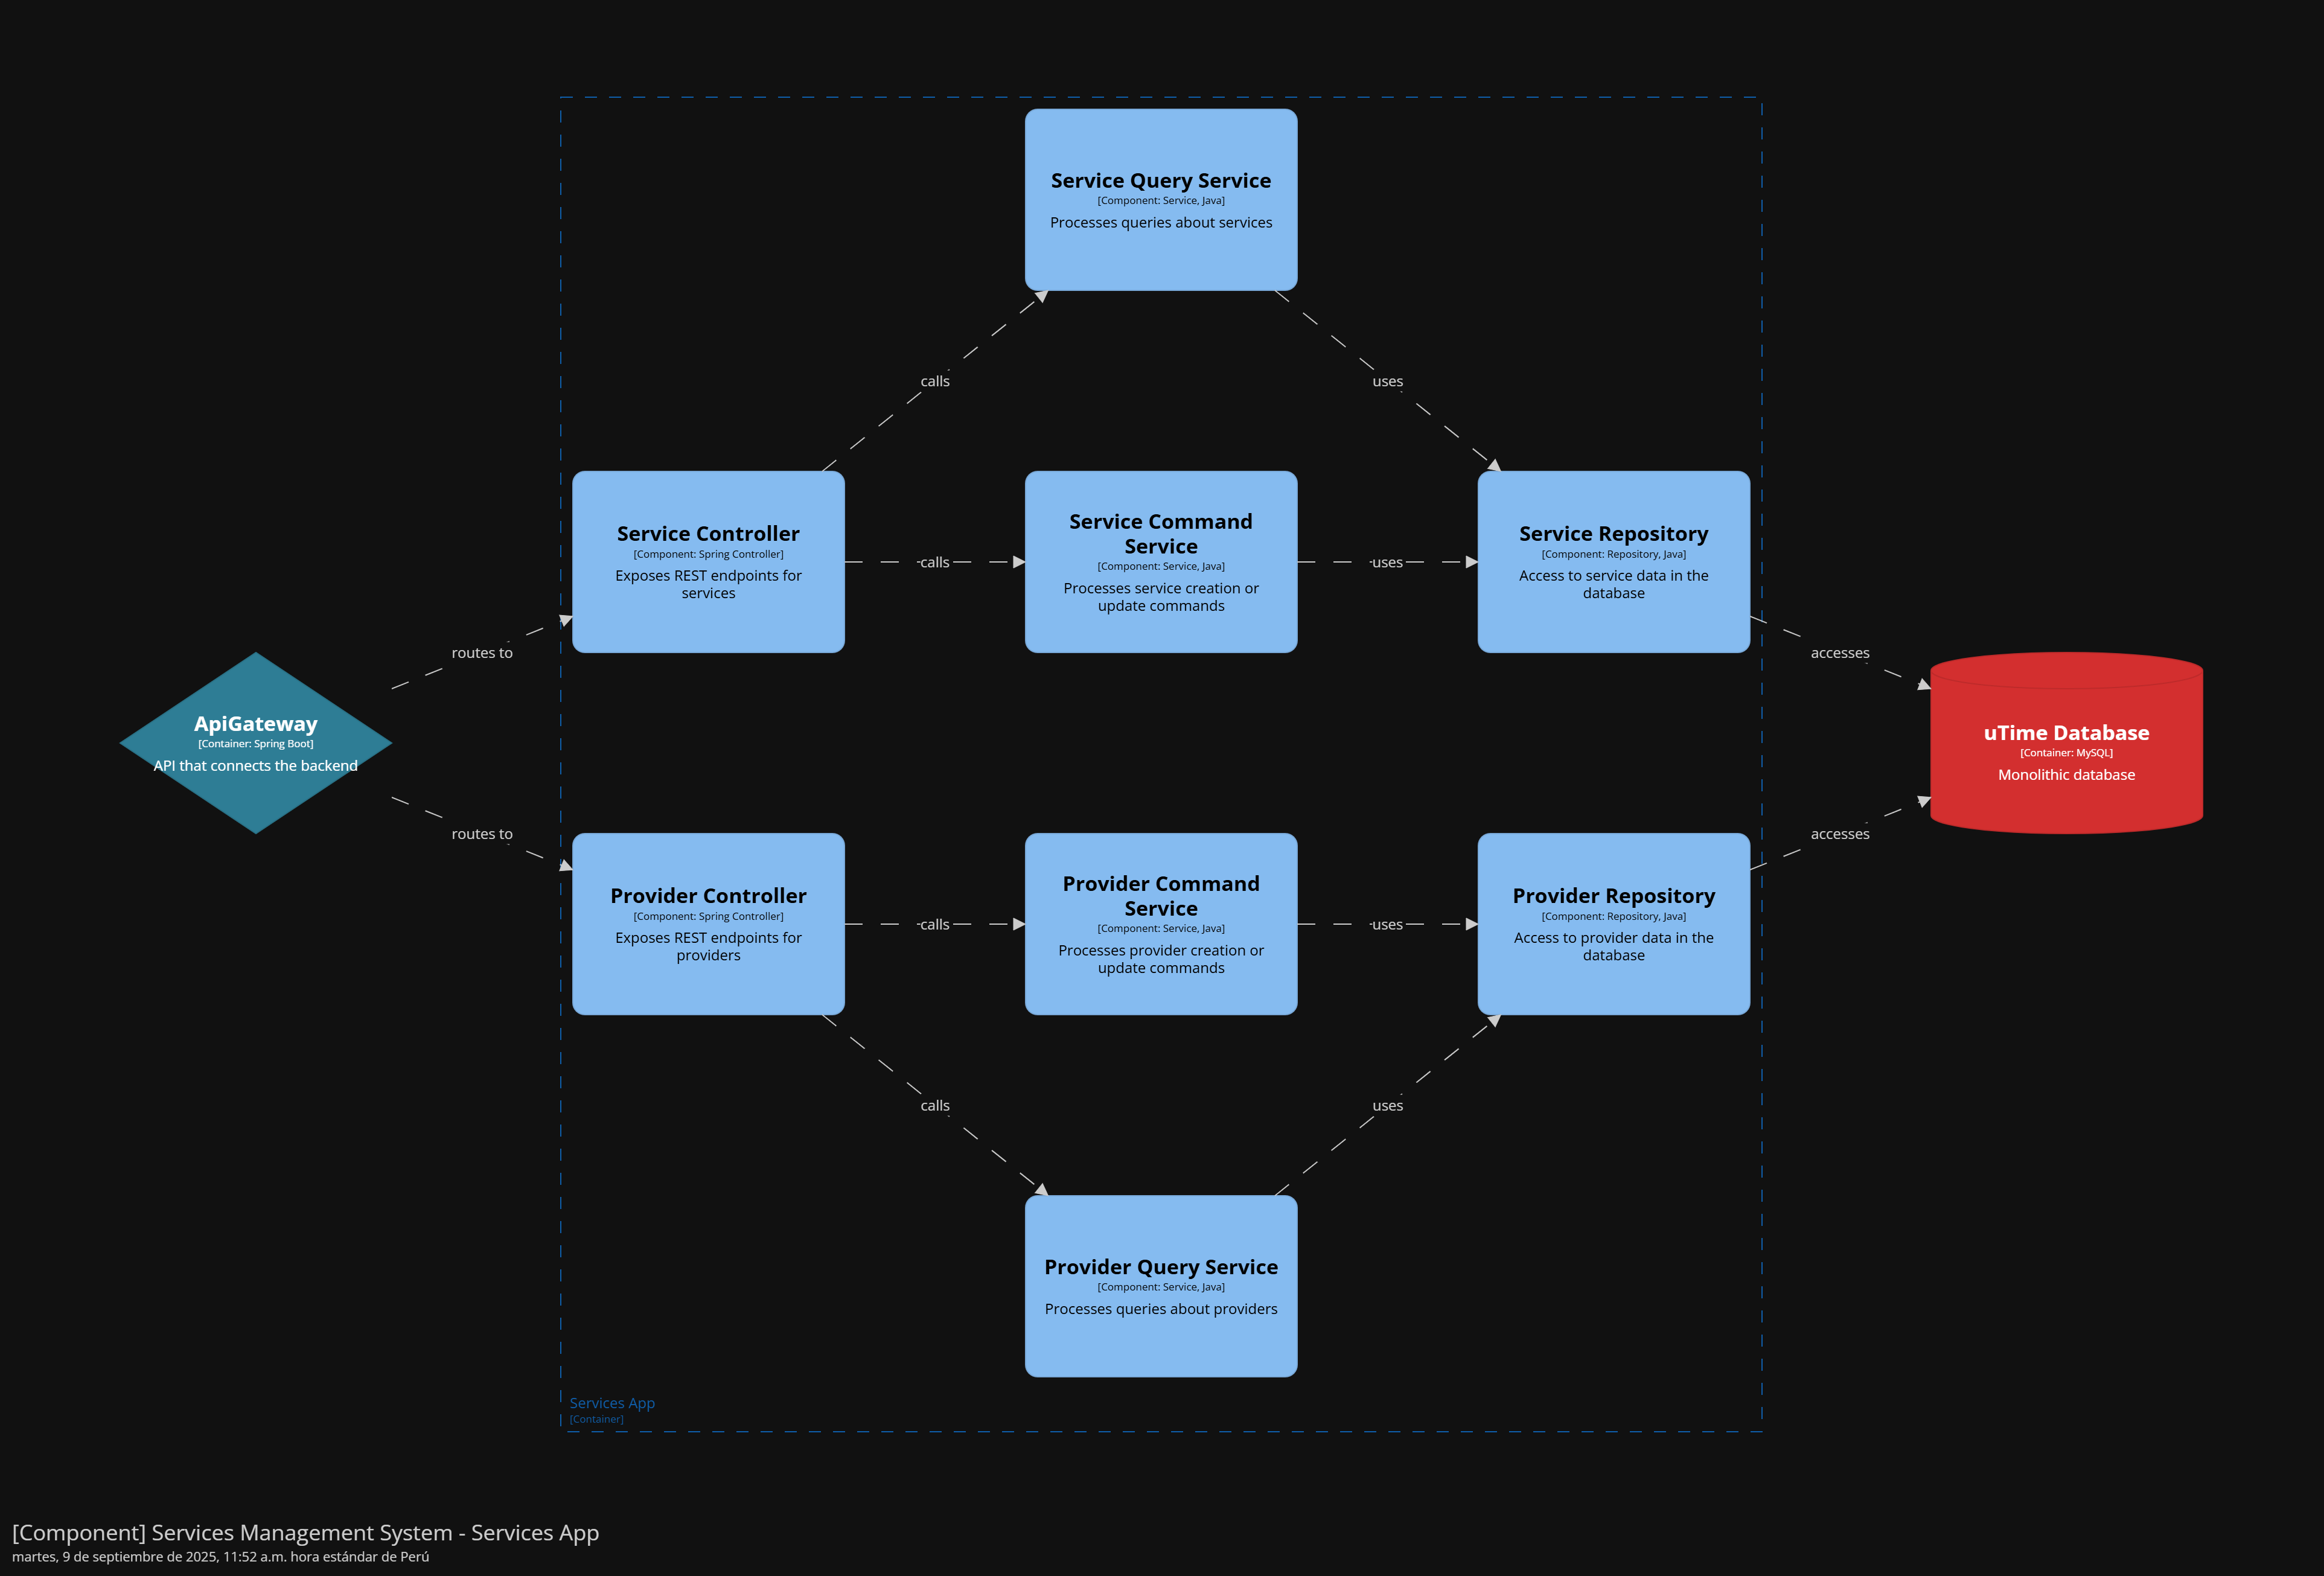 Service Query Service
[Component: Service, Java]
Processes queries about services
calls
uses
Service Controller
[Component: Spring Controller]
Exposes REST endpoints for
services
calls
Service Command
Service
[Component: Service, Java]
Processes service creation or
update commands
uses
Service Repository
[Component: Repository, Java]
Access to service data in the
database
routes to
accesses
ApiGateway
[Container: Spring Boot]
API that connects the backend
uTime Database
[Container: MySQL]
Monolithic database
routes to
accesses
Provider Controller
[Component: Spring Controller]
Exposes REST endpoints for
providers
calls
Provider Command
Service
[Component: Service, Java]
Processes provider creation or
update commands
uses
Provider Repository
[Component: Repository, Java]
Access to provider data in the
database
calls
uses
Provider Query Service
[Component: Service, Java]
Processes queries about providers
Services App
[Container]
[Component] Services Management System - Services App
martes, 9 de septiembre de 2025, 11:52 a.m. hora estándar de Perú